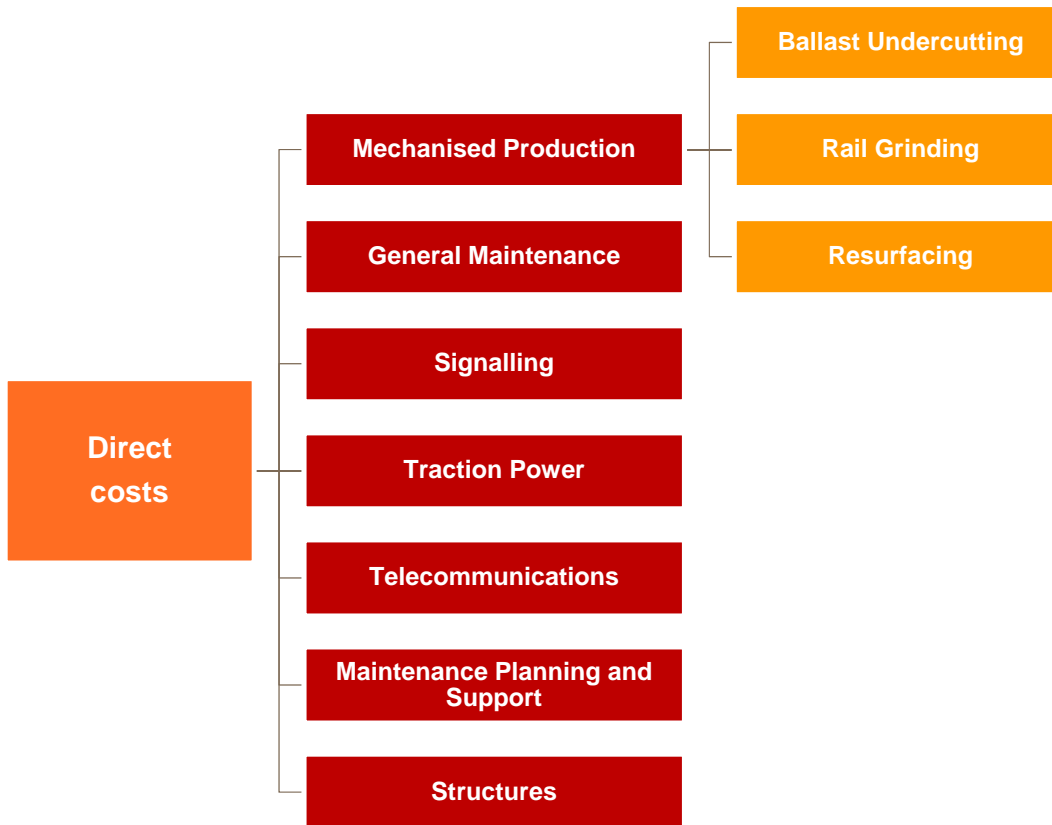 Direct
costs
Mechanised Production
General Maintenance
Signalling
Traction Power
Telecommunications
Maintenance Planning and
Support
Structures
Ballast Undercutting
Rail Grinding
Resurfacing